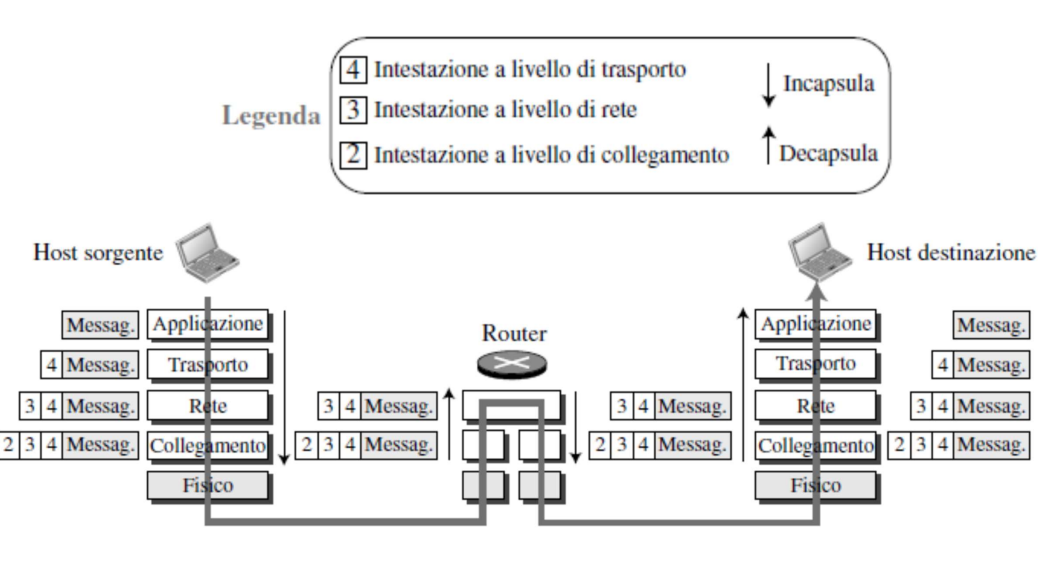 Legenda
4 Intestazione a livello di trasporto
3 Intestazione a livello di rete
2 Intestazione a livello di collegamento
Incapsula
Decapsula
Host sorgente
Host destinazione
Router
Messag. Applicazione
4 Messag. Trasporto
3 4 Messag. Rete
2 3 4 Messag. Collegamento
Fisico
3 4 Messag.
2 3 4 Messag.
3 4 Messag.
2 3 4 Messag.
Applicazione Messag.
Trasporto 4 Messag.
Rete 3 4 Messag.
Collegamento 2 3 4 Messag.
Fisico